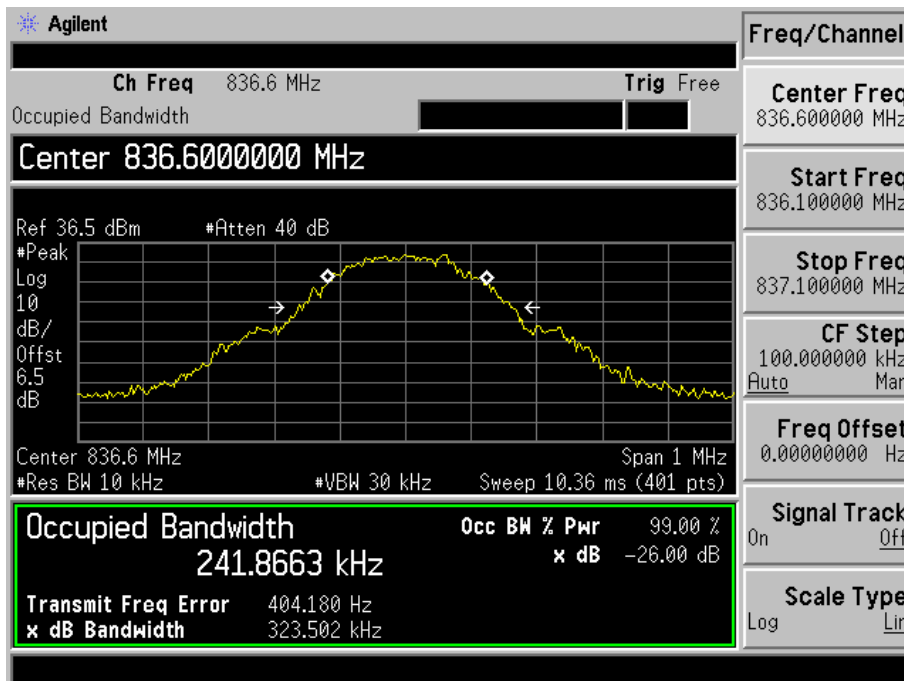 Agilent
Freq/Channel
Ch Freq 836.6 MHz Trig Free
Occupied Bandwidth
Center 836.6000000 MHz
Ref 36.5 dBm #Atten 40 dB
#Peak
Log
10
dB/
Offst
6.5
dB
Center 836.6 MHz Span 1 MHz
#Res BW 10 kHz #VBW 30 kHz Sweep 10.36 ms (401 pts)
Occupied Bandwidth
241.8663 kHz
Occ BW % Pwr 99.00 %
x dB -26.00 dB
Transmit Freq Error 404.180 Hz
x dB Bandwidth 323.502 kHz
Center Freq
836.600000 MHz
Start Freq
836.100000 MHz
Stop Freq
837.100000 MHz
CF Step
100.000000 kHz
Auto Man
Freq Offset
0.00000000 Hz
Signal Track
On Off
Scale Type
Log Lin